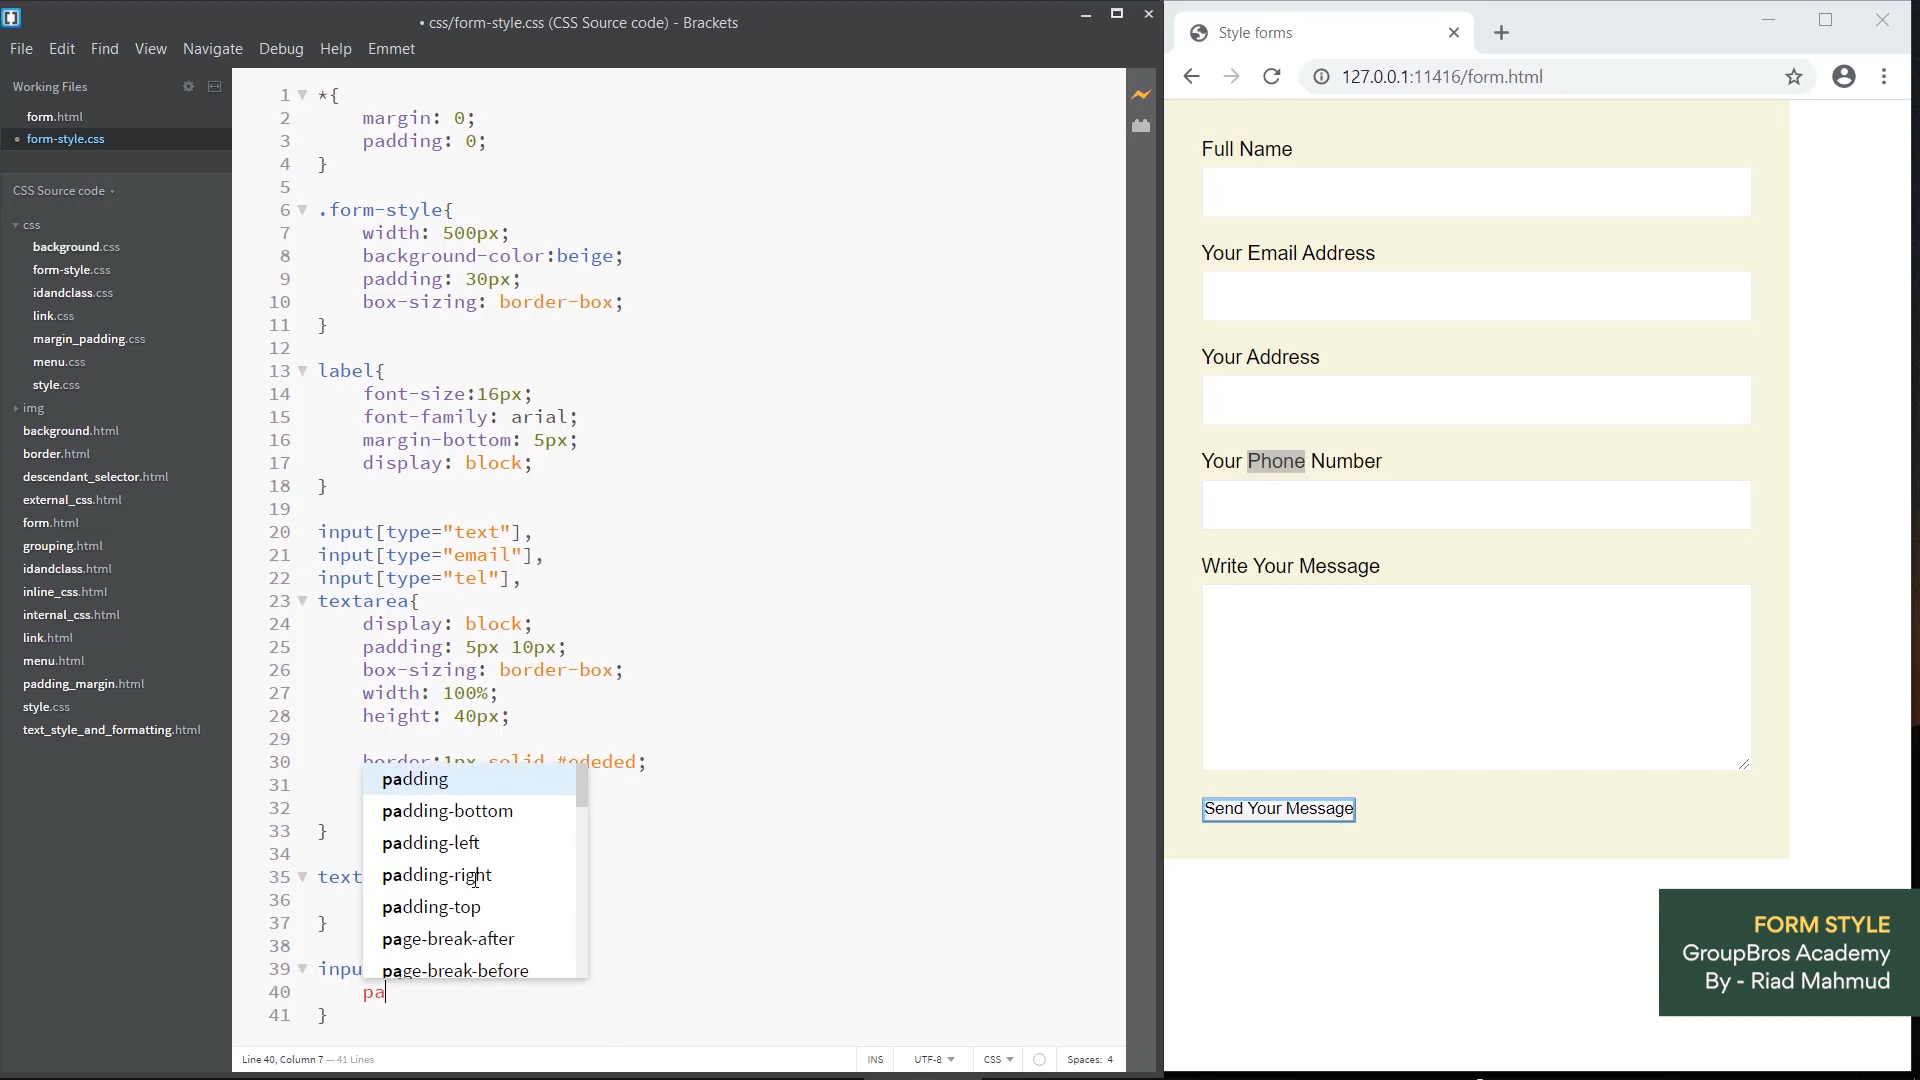 • css/form-style.css (CSS Source code) - Brackets
File Edit Find View Navigate Debug Help Emmet
Working Files
form.html
• form-style.css
CSS Source code
css
background.css
form-style.css
idandclass.css
link.css
margin_padding.css
menu.css
style.css
img
background.html
border.html
descendant_selector.html
external_css.html
form.html
grouping.html
idandclass.html
inline_css.html
internal_css.html
link.html
menu.html
padding_margin.html
style.css
text_style_and_formatting.html
1 *{
2 margin: 0;
3 padding: 0;
4 }
5
6 .form-style{
7 width: 500px;
8 background-color:beige;
9 padding: 30px;
10 box-sizing: border-box;
11 }
12
13 label{
14 font-size:16px;
15 font-family: arial;
16 margin-bottom: 5px;
17 display: block;
18 }
19
20 input[type="text"],
21 input[type="email"],
22 input[type="tel"],
23 textarea{
24 display: block;
25 padding: 5px 10px;
26 box-sizing: border-box;
27 width: 100%;
28 height: 40px;
29
30 border:1px solid #ededed;
31
32
33 }
34
35 text
36
37 }
38
39 inpu
40 pa
41 }
padding
padding-bottom
padding-left
padding-right
padding-top
page-break-after
page-break-before
Line 40, Column 7 — 41 Lines
INS UTF-8 CSS Spaces: 4
Style forms
127.0.0.1:11416/form.html
Full Name
Your Email Address
Your Address
Your Phone Number
Write Your Message
Send Your Message
FORM STYLE
GroupBros Academy
By - Riad Mahmud